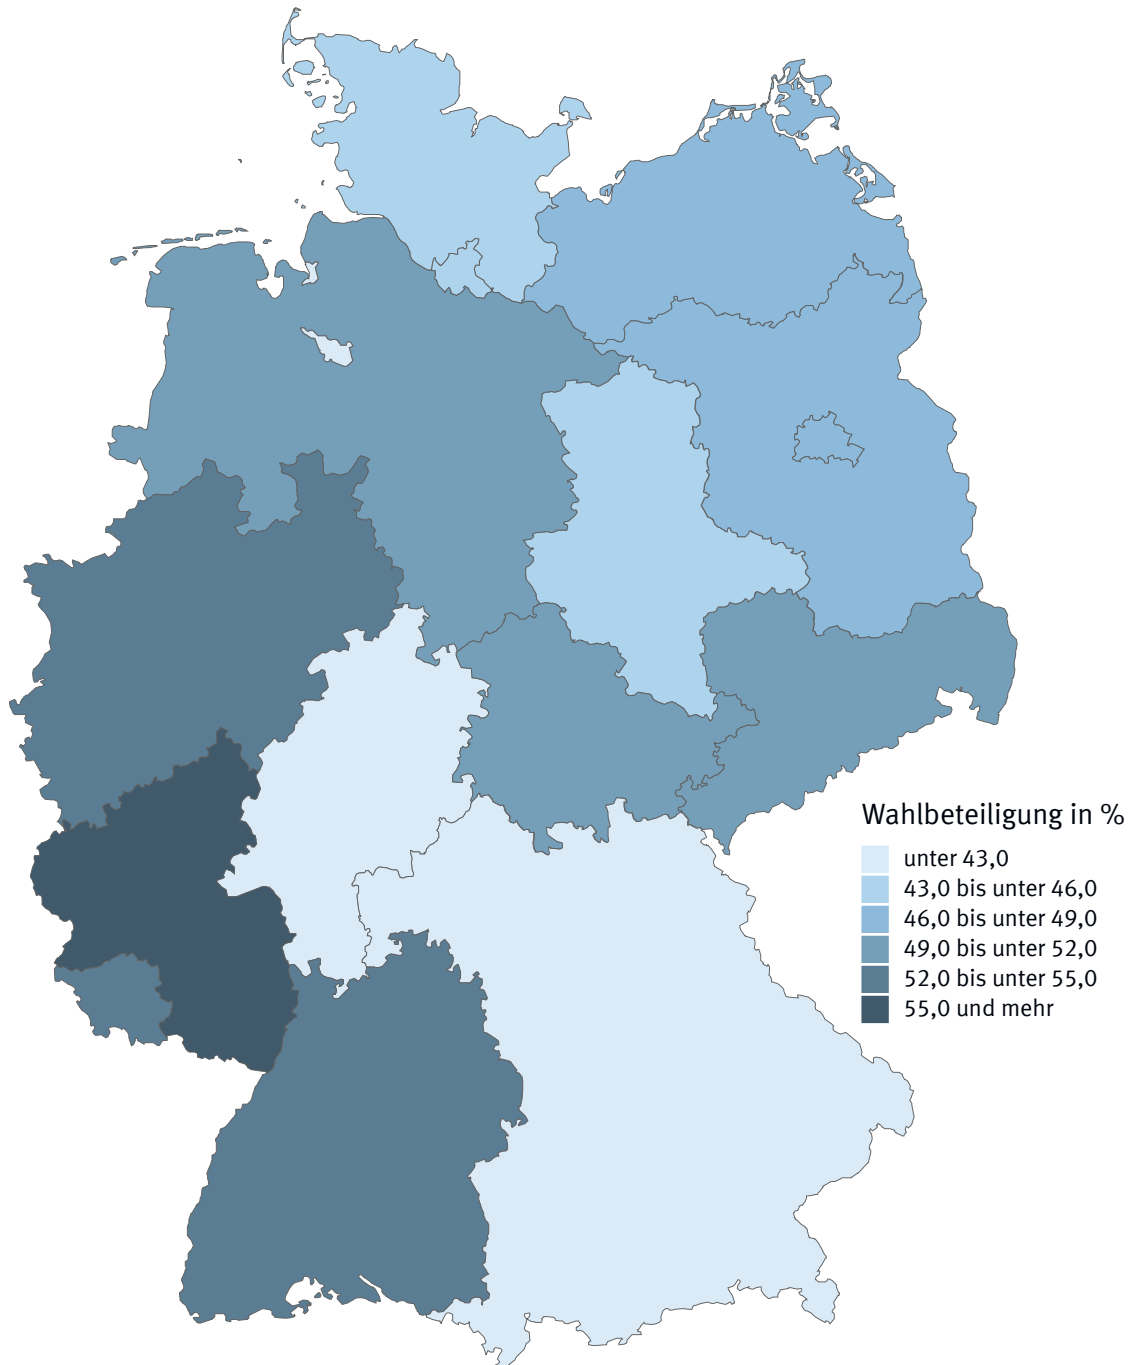 Wahlbeteiligung in %
unter 43,0
43,0 bis unter 46,0
46,0 bis unter 49,0
49,0 bis unter 52,0
52,0 bis unter 55,0
55,0 und mehr